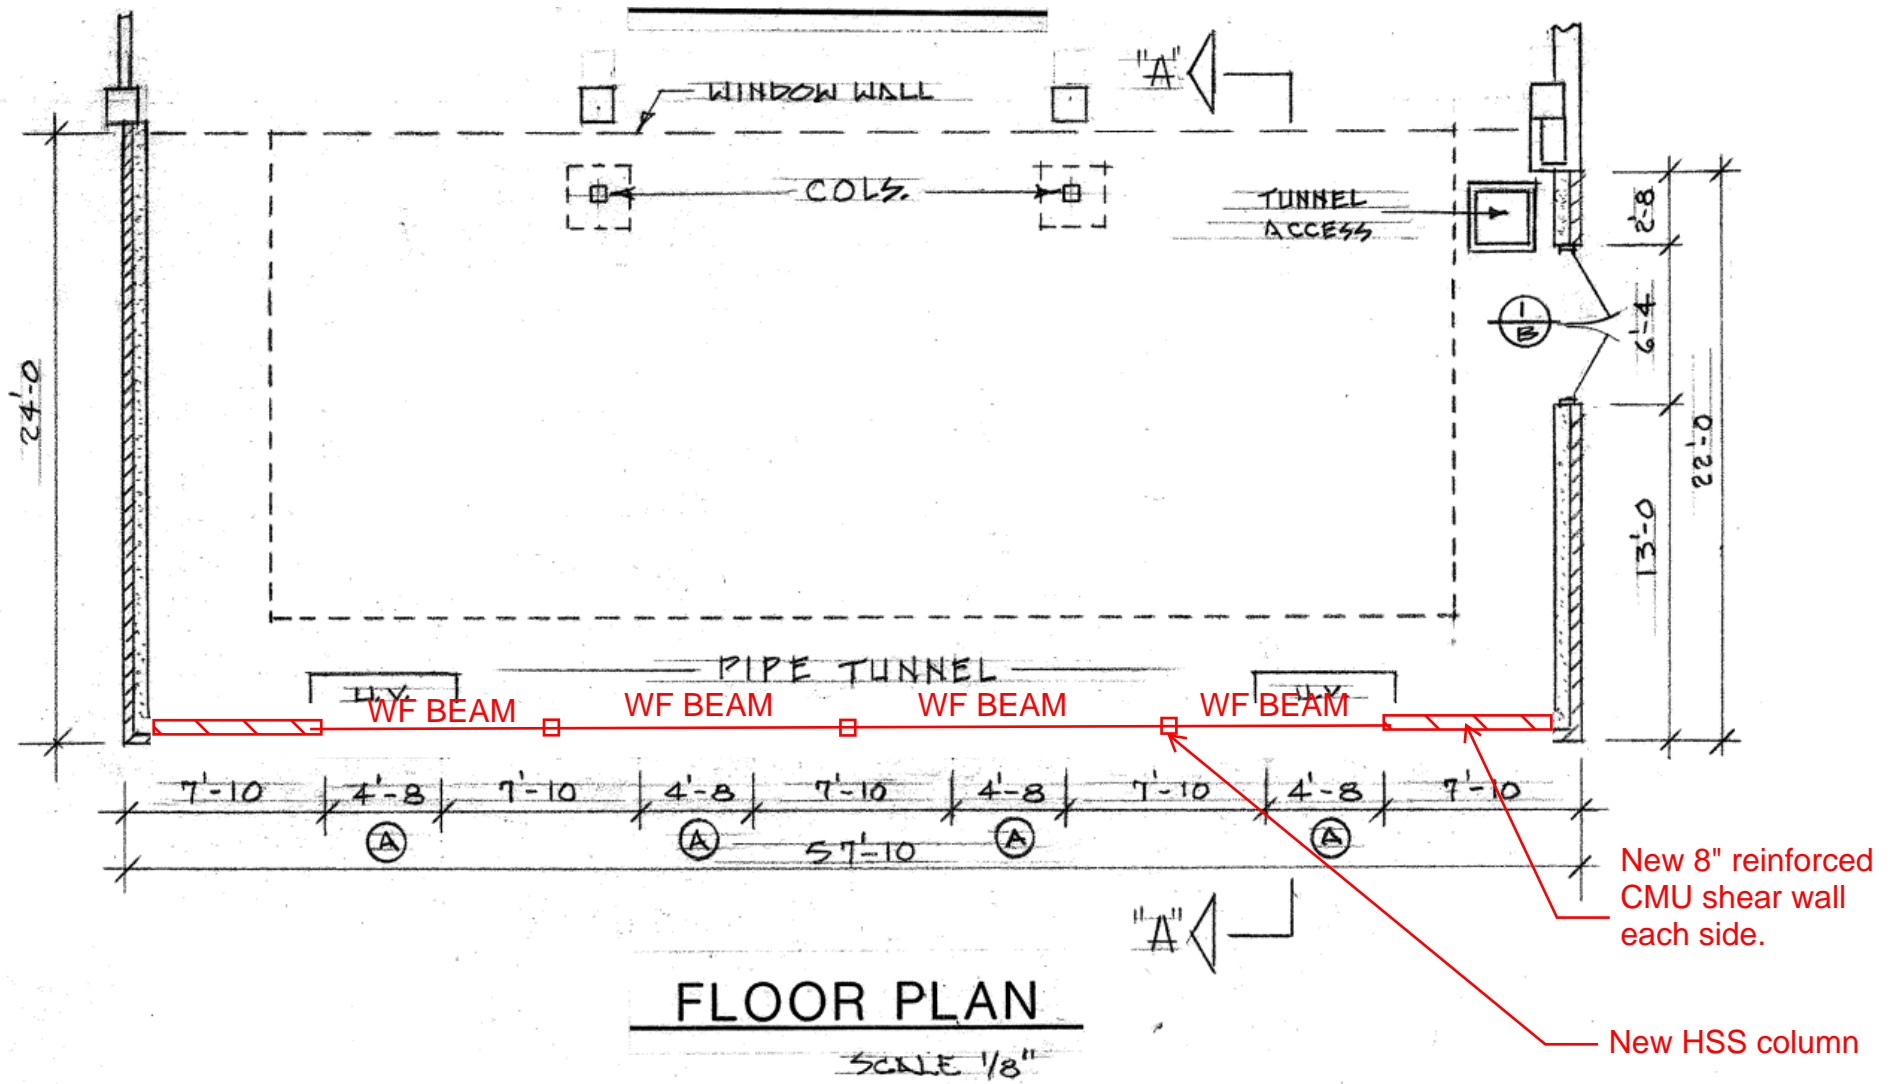 "A"
WINDOW WALL
COLS.
TUNNEL
ACCESS
2'-8
1
B
6'-4
24'-0
22'-0
13'-0
PIPE TUNNEL
U.V.
U.V.
WF BEAM
WF BEAM
WF BEAM
WF BEAM
7'-10
4'-8
7'-10
4'-8
7'-10
4'-8
7'-10
4'-8
7'-10
A
A
A
A
57'-10
New 8" reinforced
CMU shear wall
each side.
"A"
FLOOR PLAN
New HSS column
SCALE 1/8"